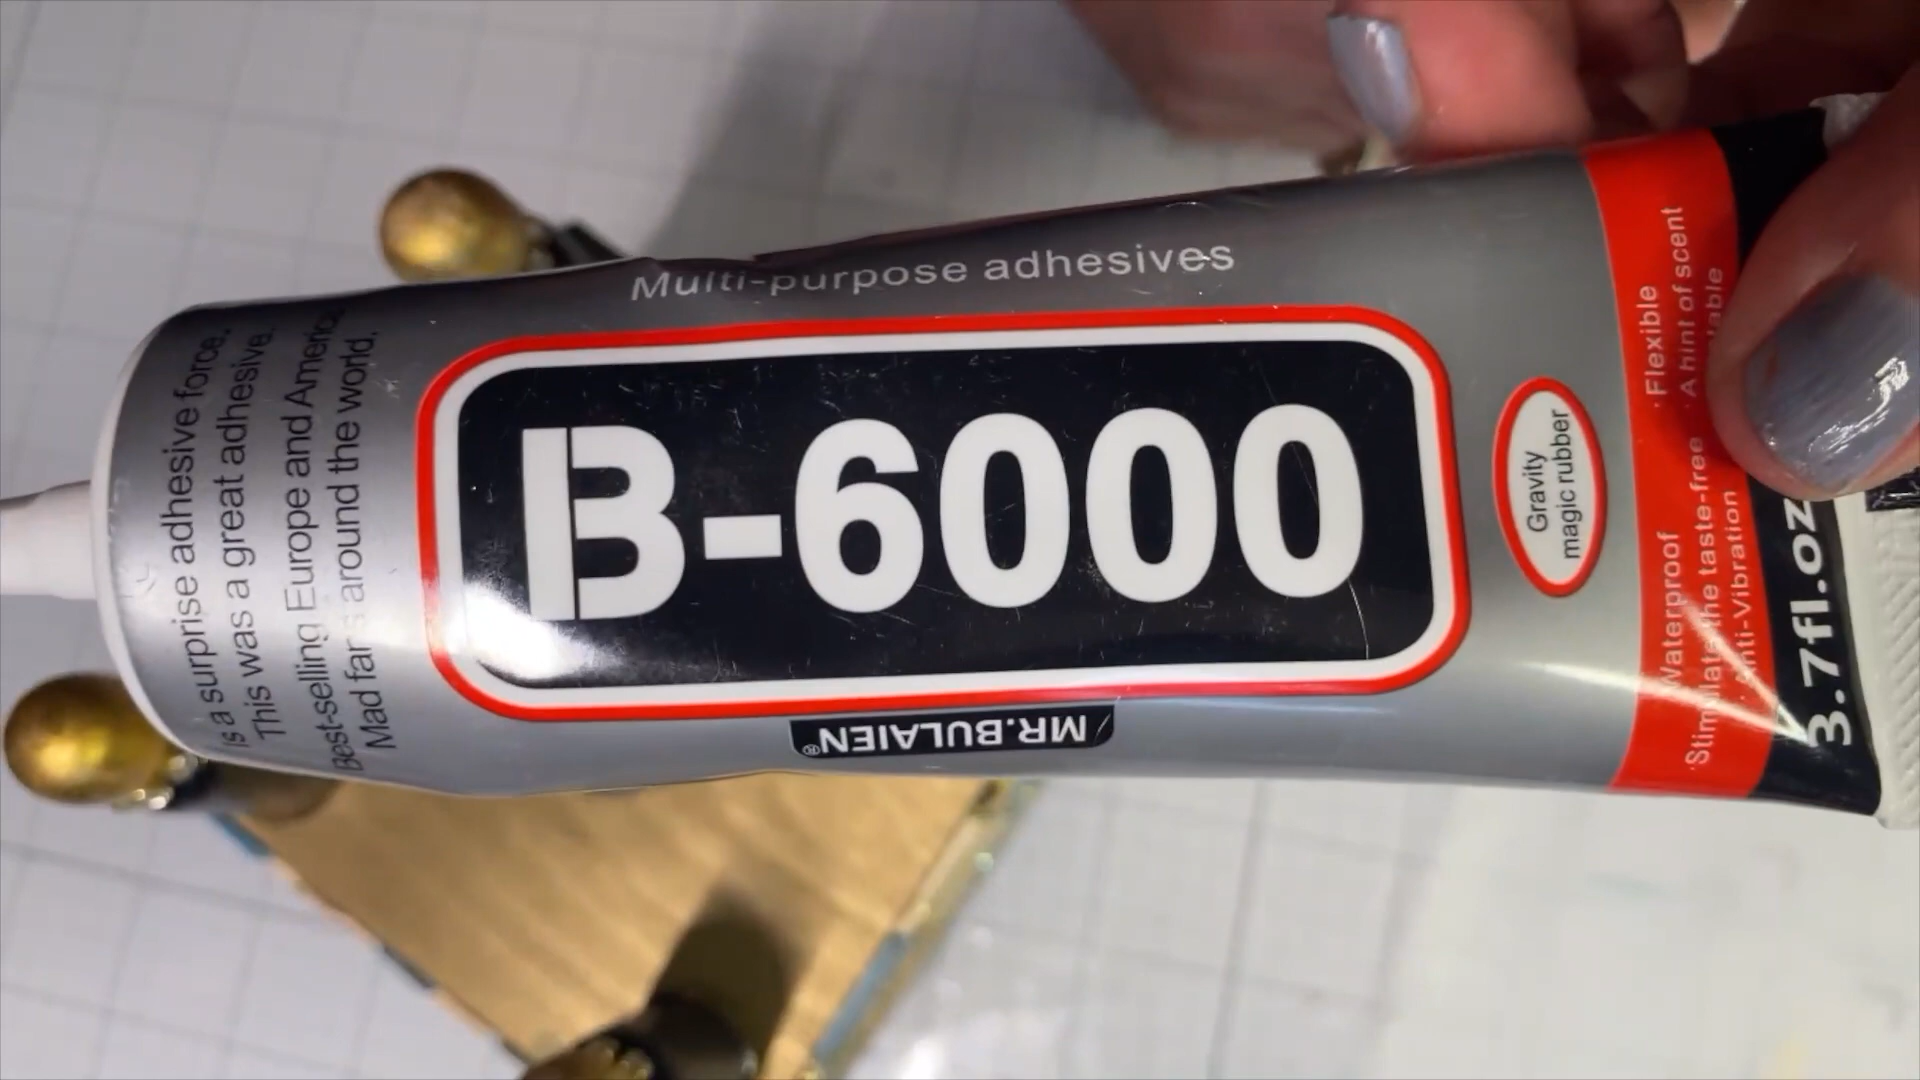 Is a surprise adhesive force.
This was a great adhesive.
Best-selling Europe and America
Mad fans around the world.
Multi-purpose adhesives
B-6000
MR.BULAIEN®
Gravity
magic rubber
Waterproof · Flexible
·Stimulate the taste-free · A hint of scent
· Anti-Vibration
3.7fl.oz